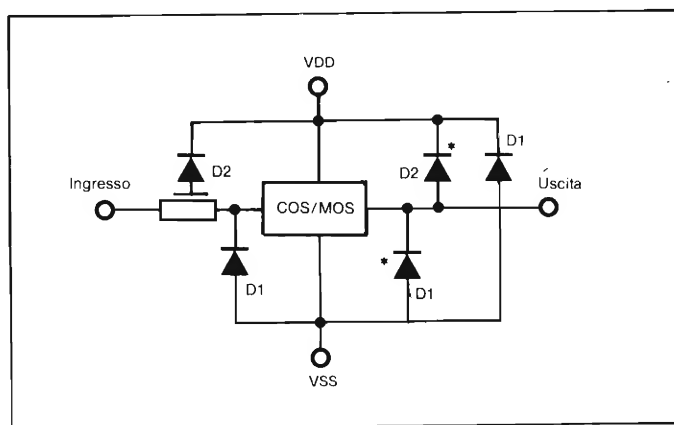 VDD
D1
*
D2
D2
Ingresso
Uscita
COS/MOS
*
D1
D1
VSS